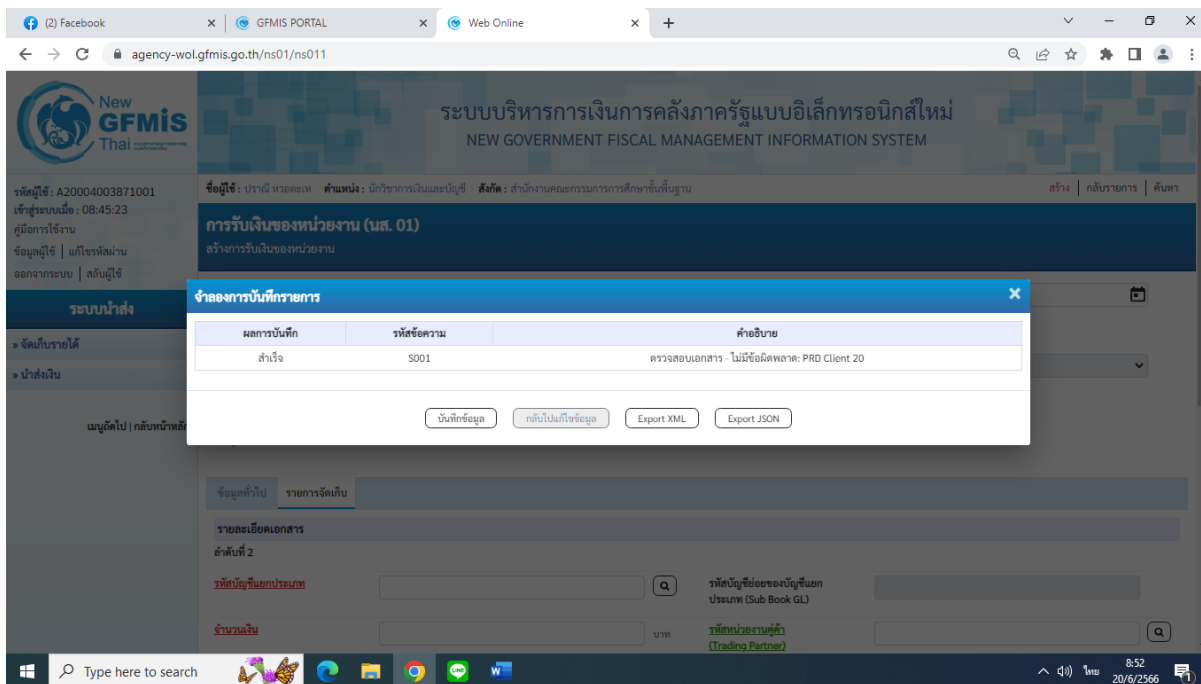 (2) Facebook
GFMIS PORTAL
Web Online
agency-wol.gfmis.go.th/ns01/ns011
New
GFMIS
Thai
ระบบบริหารการเงินการคลังภาครัฐแบบอิเล็กทรอนิกส์ใหม่
NEW GOVERNMENT FISCAL MANAGEMENT INFORMATION SYSTEM
รหัสผู้ใช้ : A20004003871001
เข้าสู่ระบบเมื่อ : 08:45:23
คู่มือการใช้งาน
ข้อมูลผู้ใช้ | แก้ไขรหัสผ่าน
ออกจากระบบ | สลับผู้ใช้
ชื่อผู้ใช้ : ปราณี ตำแหน่ง : นักวิชาการเงินและบัญชี สังกัด : สำนักงานคณะกรรมการการศึกษาขั้นพื้นฐาน
สร้าง | กลับรายการ | ค้นหา
การรับเงินของหน่วยงาน (นส. 01)
สร้างการรับเงินของหน่วยงาน
ระบบนำส่ง
» จัดเก็บรายได้
» นำส่งเงิน
เมนูถัดไป | กลับหน้าหลัก
จำลองการบันทึกรายการ
ผลการบันทึก รหัสข้อความ คำอธิบาย
สำเร็จ S001 ตรวจสอบเอกสาร - ไม่มีข้อผิดพลาด: PRD Client 20
บันทึกข้อมูล กลับไปแก้ไขข้อมูล Export XML Export JSON
ข้อมูลทั่วไป รายการจัดเก็บ
รายละเอียดเอกสาร
ลำดับที่ 2
รหัสบัญชีแยกประเภท
รหัสบัญชีย่อยของบัญชีแยก
ประเภท (Sub Book GL)
จำนวนเงิน
บาท
รหัสหน่วยงานคู่ค้า
(Trading Partner)
Type here to search
ไทย
8:52
20/6/2566